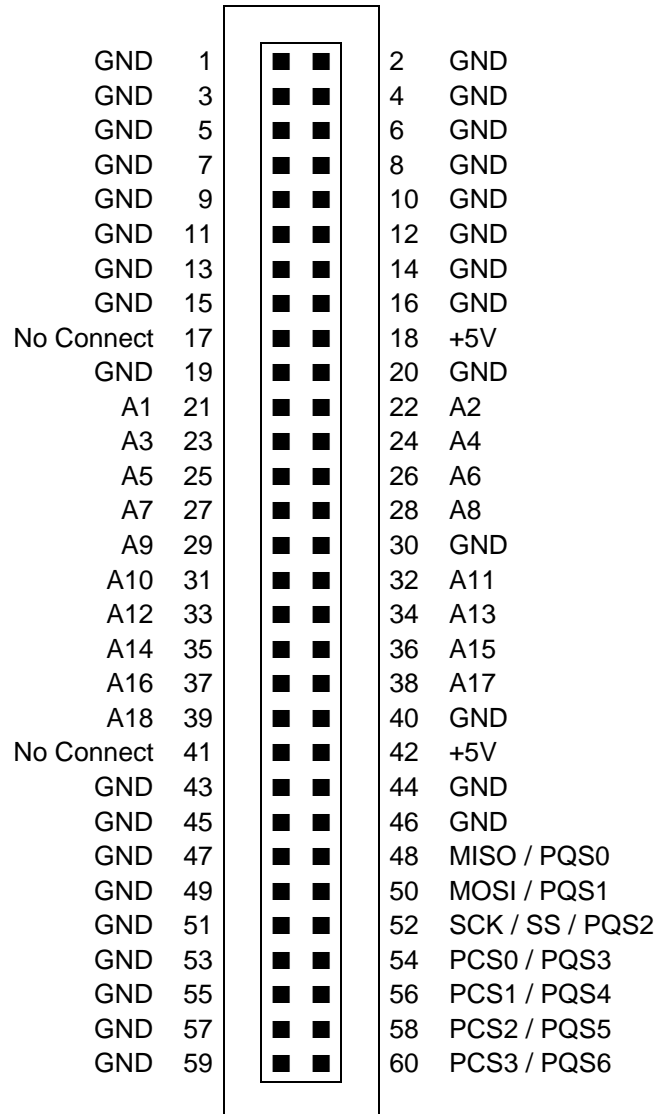 GND 1 2 GND
GND 3 4 GND
GND 5 6 GND
GND 7 8 GND
GND 9 10 GND
GND 11 12 GND
GND 13 14 GND
GND 15 16 GND
No Connect 17 18 +5V
GND 19 20 GND
A1 21 22 A2
A3 23 24 A4
A5 25 26 A6
A7 27 28 A8
A9 29 30 GND
A10 31 32 A11
A12 33 34 A13
A14 35 36 A15
A16 37 38 A17
A18 39 40 GND
No Connect 41 42 +5V
GND 43 44 GND
GND 45 46 GND
GND 47 48 MISO / PQS0
GND 49 50 MOSI / PQS1
GND 51 52 SCK / SS / PQS2
GND 53 54 PCS0 / PQS3
GND 55 56 PCS1 / PQS4
GND 57 58 PCS2 / PQS5
GND 59 60 PCS3 / PQS6